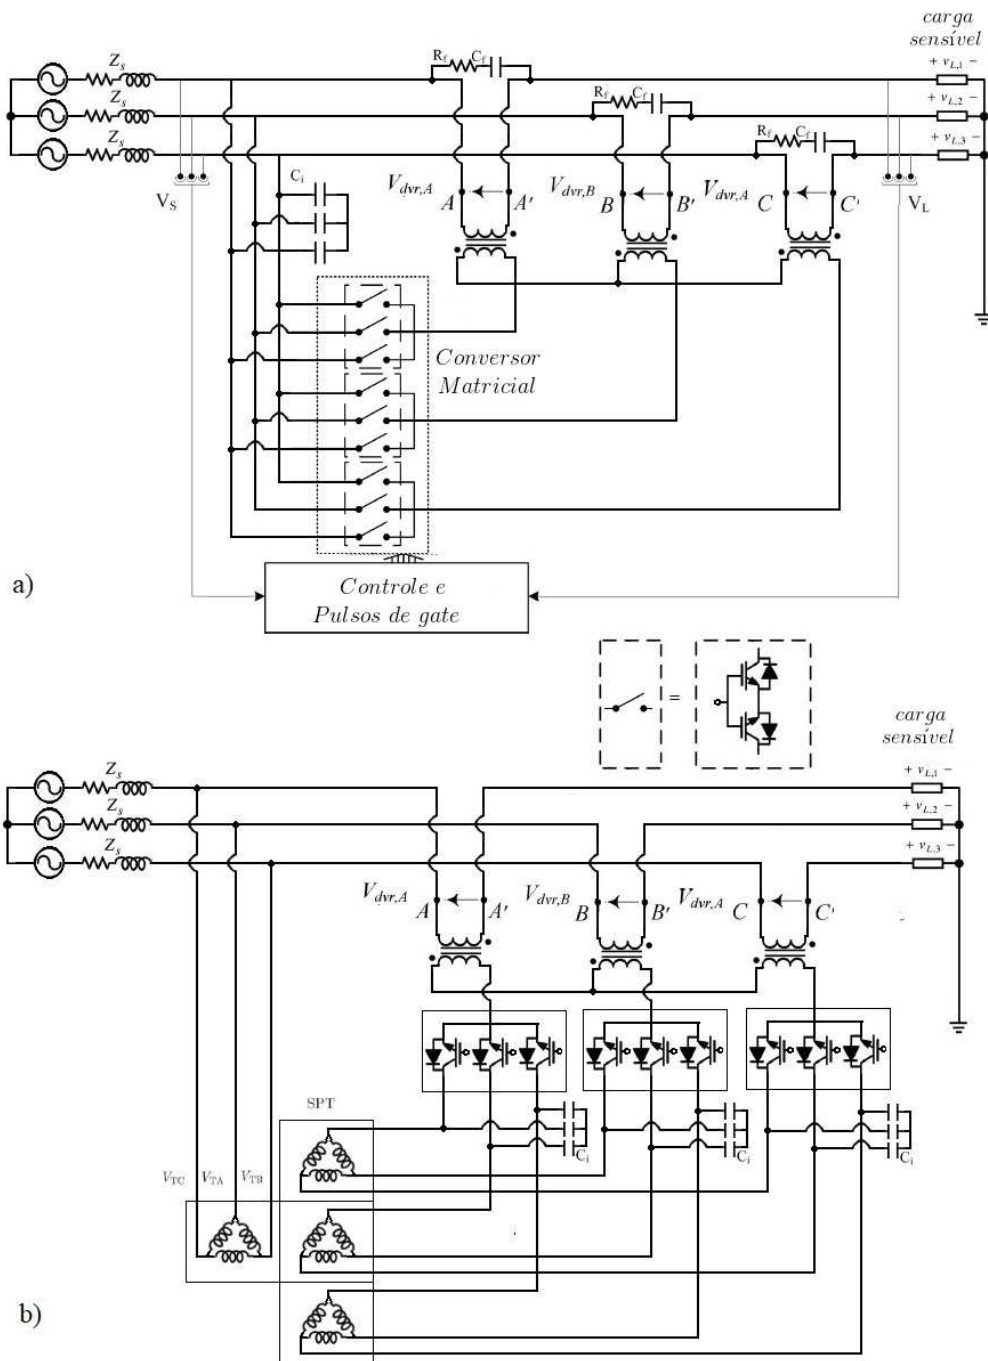 carga
sensível
Zs
Rf
Cf
+ vL,1 −
Zs
Rf
Cf
+ vL,2 −
Zs
Rf
Cf
+ vL,3 −
VS
Ci
Vdvr,A
A
A'
Vdvr,B
B
B'
Vdvr,A
C
C'
VL
Conversor
Matricial
a)
Controle e
Pulsos de gate
=
carga
sensível
Zs
+ vL,1 −
Zs
+ vL,2 −
Zs
+ vL,3 −
Vdvr,A
A
A'
Vdvr,B
B
B'
Vdvr,A
C
C'
SPT
Ci
Ci
Ci
VTC
VTA
VTB
b)